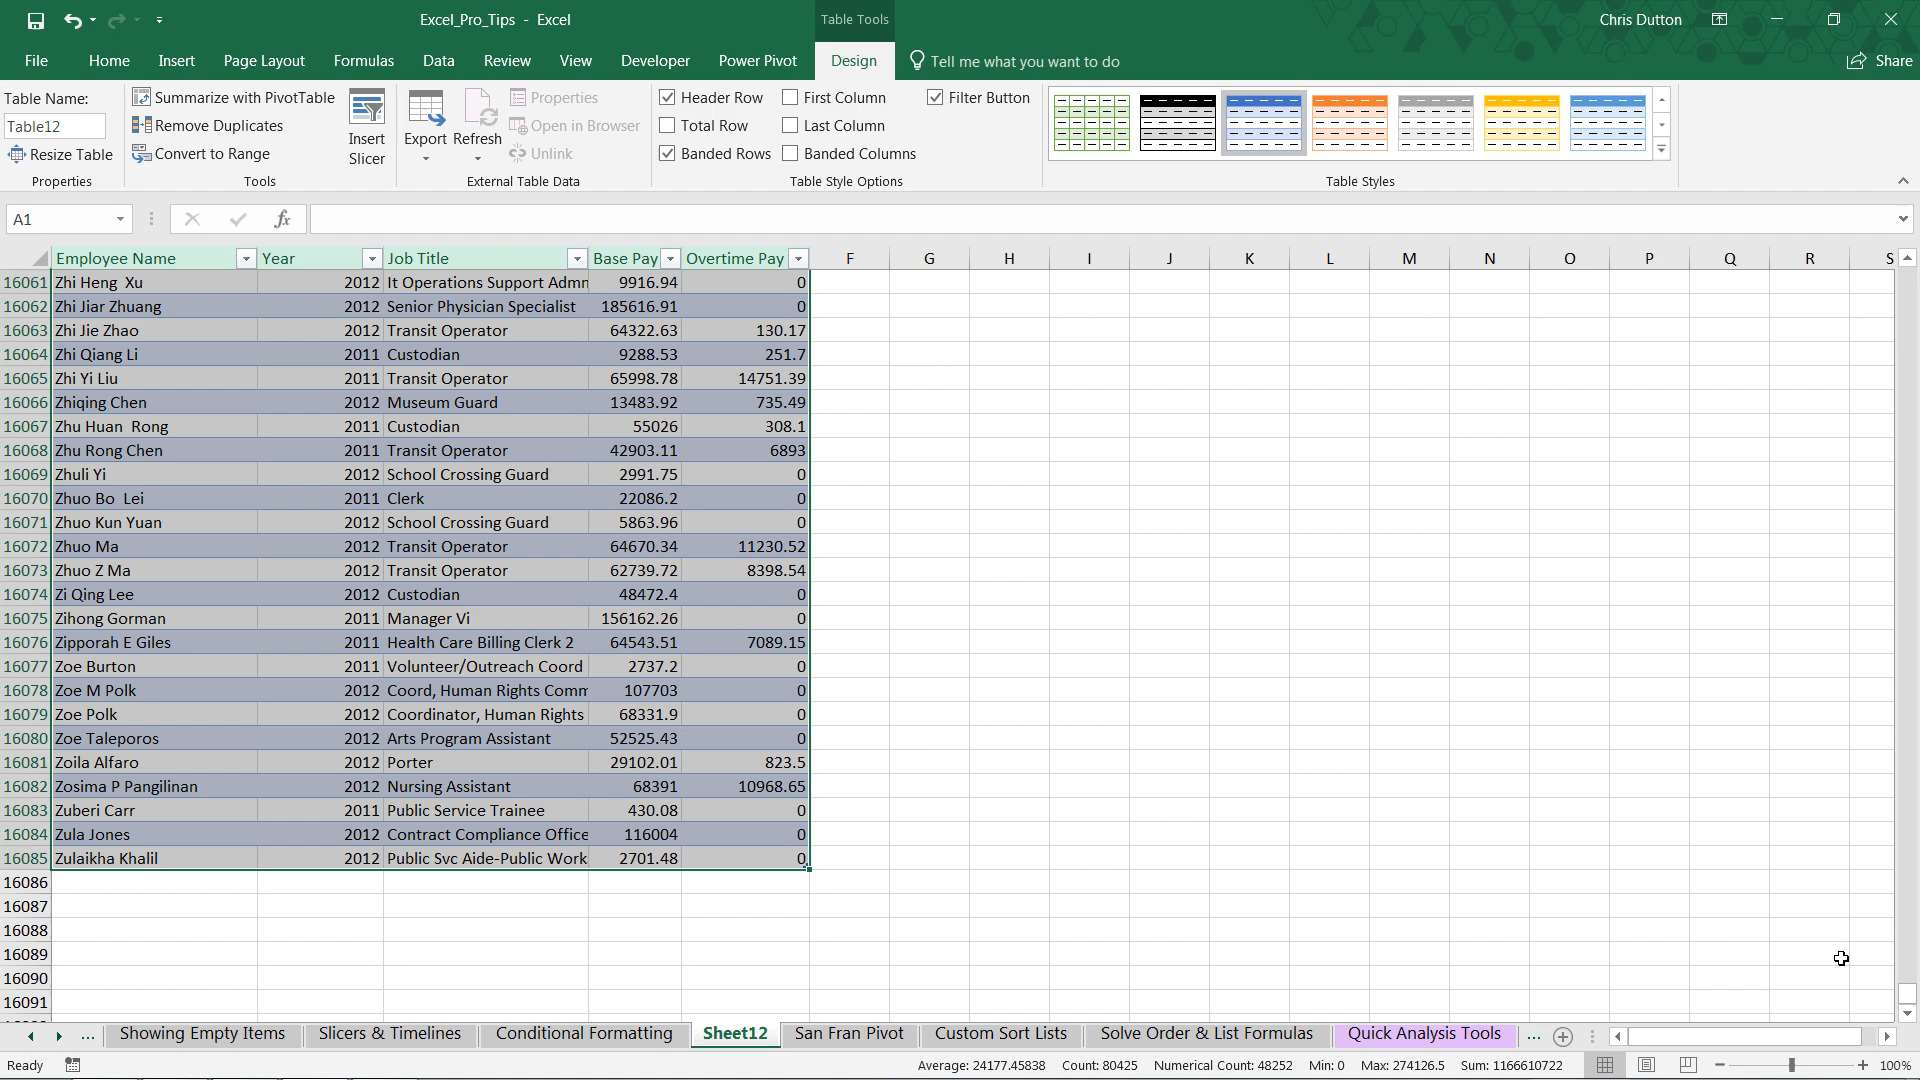 Excel_Pro_Tips - Excel
Table Tools
Chris Dutton
File Home Insert Page Layout Formulas Data Review View Developer Power Pivot Design Tell me what you want to do Share
Table Name:
Table12
Resize Table
Properties
Summarize with PivotTable
Remove Duplicates
Convert to Range
Tools
Insert Slicer
Export Refresh
Properties
Open in Browser
Unlink
External Table Data
Header Row First Column Filter Button
Total Row Last Column
Banded Rows Banded Columns
Table Style Options
Table Styles
A1 fx
Employee Name Year Job Title Base Pay Overtime Pay F G H I J K L M N O P Q R S
16061 Zhi Heng Xu 2012 It Operations Support Admn 9916.94 0
16062 Zhi Jiar Zhuang 2012 Senior Physician Specialist 185616.91 0
16063 Zhi Jie Zhao 2012 Transit Operator 64322.63 130.17
16064 Zhi Qiang Li 2011 Custodian 9288.53 251.7
16065 Zhi Yi Liu 2011 Transit Operator 65998.78 14751.39
16066 Zhiqing Chen 2012 Museum Guard 13483.92 735.49
16067 Zhu Huan Rong 2011 Custodian 55026 308.1
16068 Zhu Rong Chen 2011 Transit Operator 42903.11 6893
16069 Zhuli Yi 2012 School Crossing Guard 2991.75 0
16070 Zhuo Bo Lei 2011 Clerk 22086.2 0
16071 Zhuo Kun Yuan 2012 School Crossing Guard 5863.96 0
16072 Zhuo Ma 2012 Transit Operator 64670.34 11230.52
16073 Zhuo Z Ma 2012 Transit Operator 62739.72 8398.54
16074 Zi Qing Lee 2012 Custodian 48472.4 0
16075 Zihong Gorman 2011 Manager Vi 156162.26 0
16076 Zipporah E Giles 2011 Health Care Billing Clerk 2 64543.51 7089.15
16077 Zoe Burton 2011 Volunteer/Outreach Coord 2737.2 0
16078 Zoe M Polk 2012 Coord, Human Rights Comm 107703 0
16079 Zoe Polk 2012 Coordinator, Human Rights 68331.9 0
16080 Zoe Taleporos 2012 Arts Program Assistant 52525.43 0
16081 Zoila Alfaro 2012 Porter 29102.01 823.5
16082 Zosima P Pangilinan 2012 Nursing Assistant 68391 10968.65
16083 Zuberi Carr 2011 Public Service Trainee 430.08 0
16084 Zula Jones 2012 Contract Compliance Office 116004 0
16085 Zulaikha Khalil 2012 Public Svc Aide-Public Work 2701.48 0
16086
16087
16088
16089
16090
16091
... Showing Empty Items Slicers & Timelines Conditional Formatting Sheet12 San Fran Pivot Custom Sort Lists Solve Order & List Formulas Quick Analysis Tools ...
Ready Average: 24177.45838 Count: 80425 Numerical Count: 48252 Min: 0 Max: 274126.5 Sum: 1166610722 100%